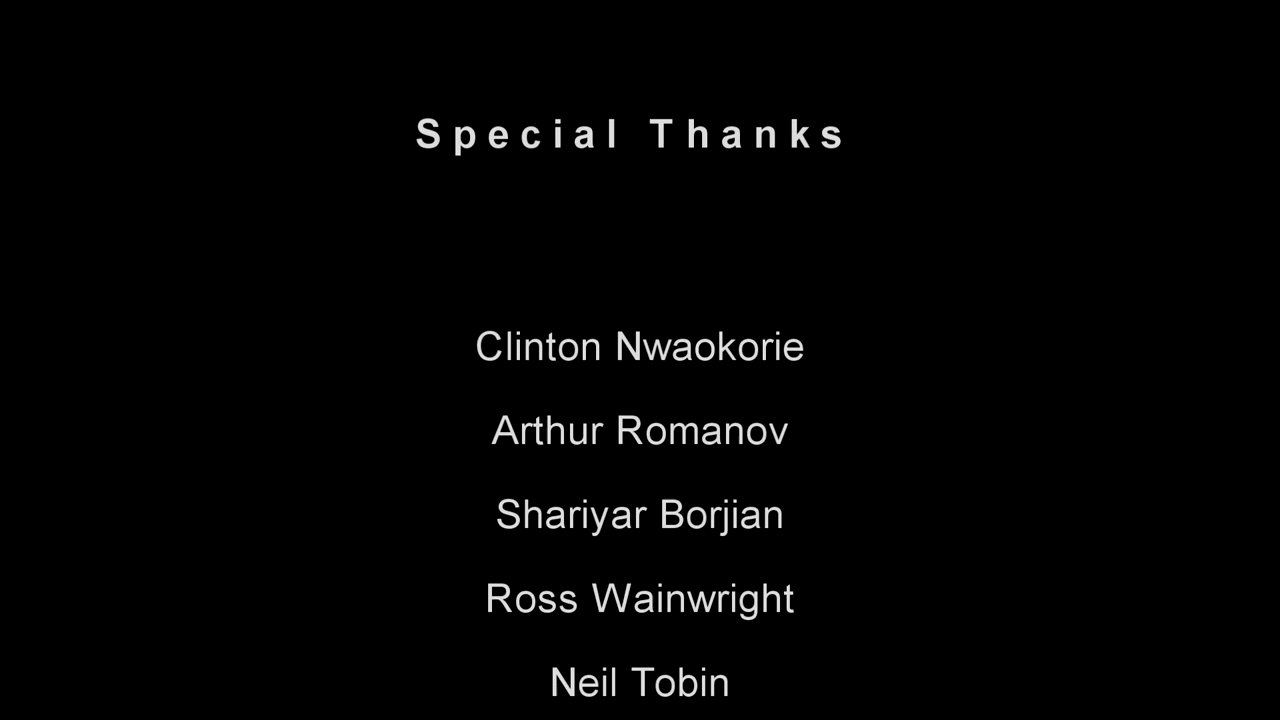 Special Thanks
Clinton Nwaokorie
Arthur Romanov
Shariyar Borjian
Ross Wainwright
Neil Tobin